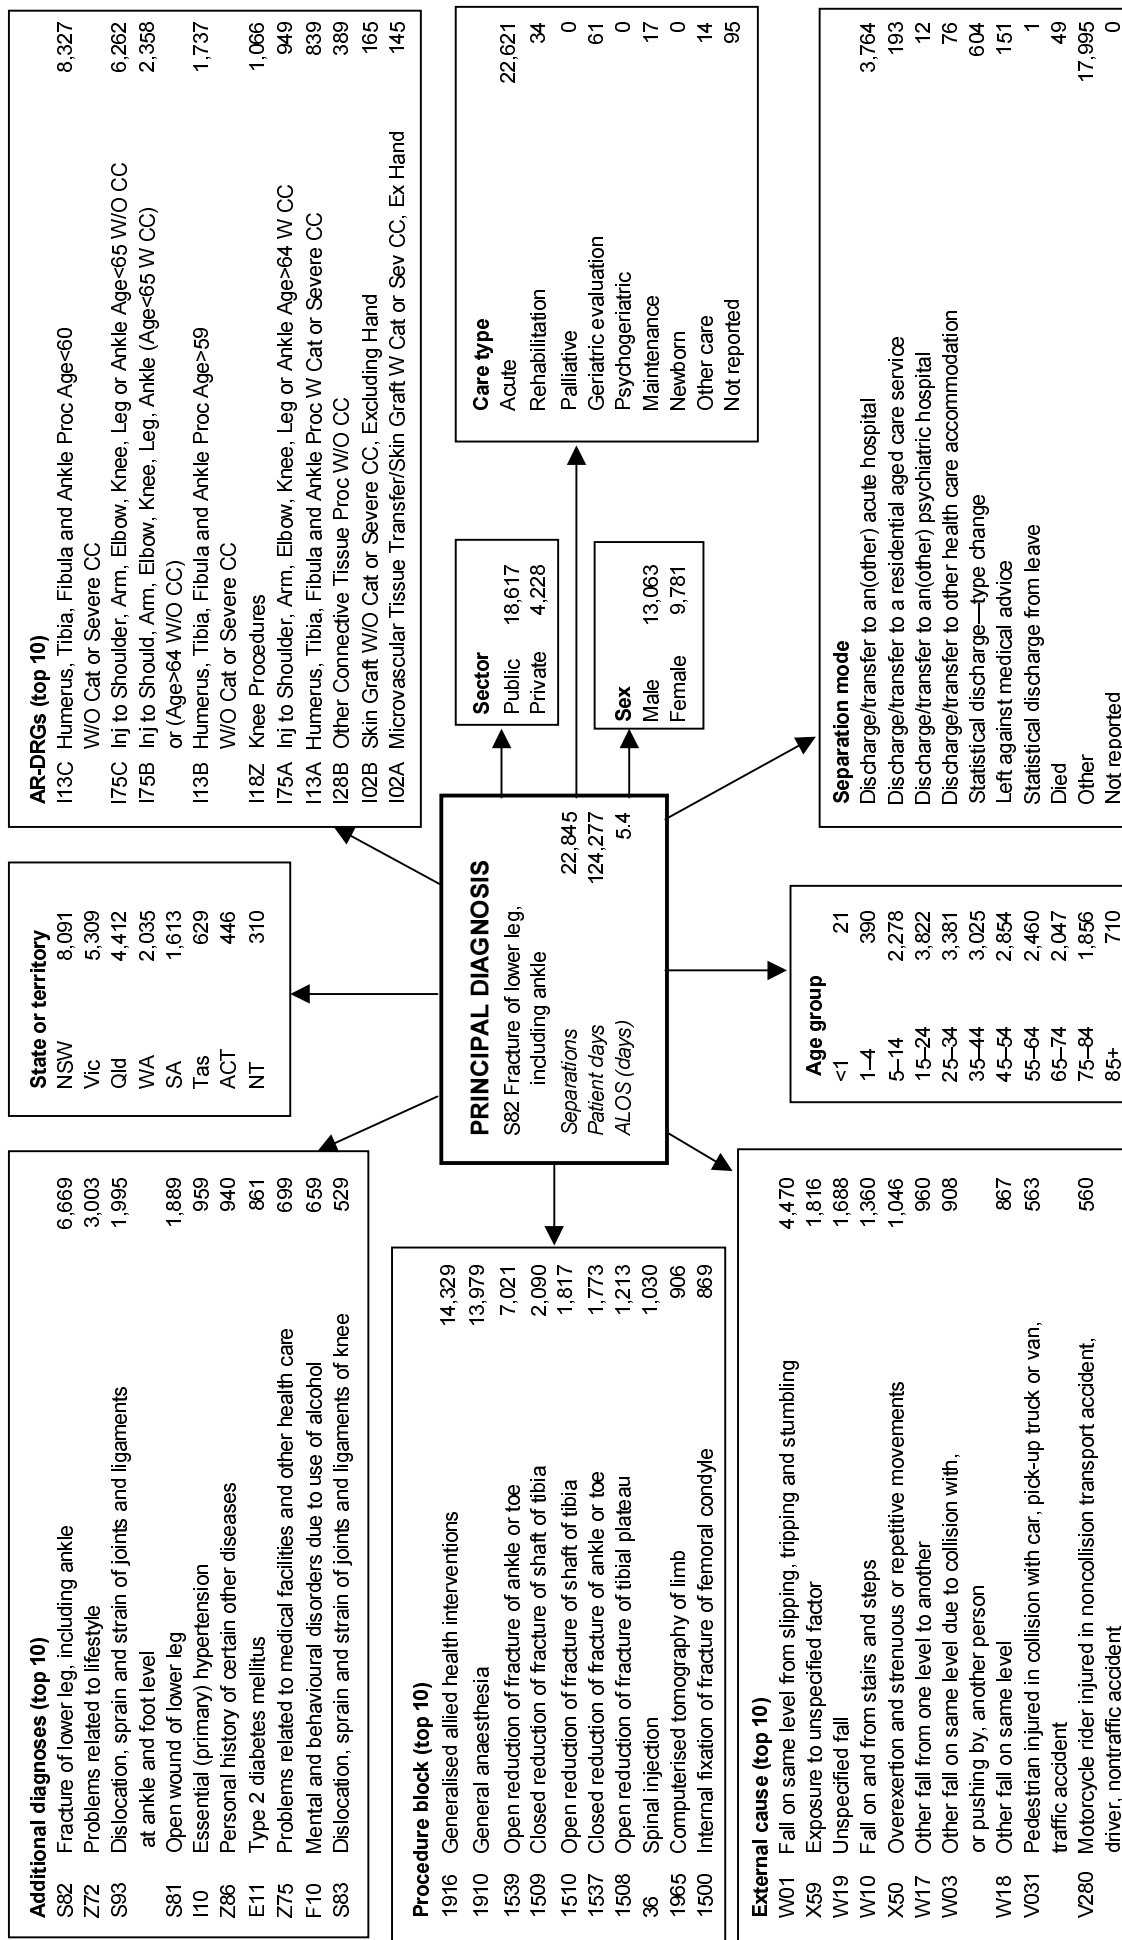 Additional diagnoses (top 10)
S82 Fracture of lower leg, including ankle 6,669
Z72 Problems related to lifestyle 3,003
S93 Dislocation, sprain and strain of joints and ligaments 1,995
at ankle and foot level
S81 Open wound of lower leg 1,889
I10 Essential (primary) hypertension 959
Z86 Personal history of certain other diseases 940
E11 Type 2 diabetes mellitus 861
Z75 Problems related to medical facilities and other health care 699
F10 Mental and behavioural disorders due to use of alcohol 659
S83 Dislocation, sprain and strain of joints and ligaments of knee 529
State or territory
NSW 8,091
Vic 5,309
Qld 4,412
WA 2,035
SA 1,613
Tas 629
ACT 446
NT 310
AR-DRGs (top 10)
I13C Humerus, Tibia, Fibula and Ankle Proc Age<60 8,327
W/O Cat or Severe CC
I75C Inj to Shoulder, Arm, Elbow, Knee, Leg or Ankle Age<65 W/O CC 6,262
I75B Inj to Should, Arm, Elbow, Knee, Leg, Ankle (Age<65 W CC) 2,358
or (Age>64 W/O CC)
I13B Humerus, Tibia, Fibula and Ankle Proc Age>59 1,737
W/O Cat or Severe CC
I18Z Knee Procedures 1,066
I75A Inj to Shoulder, Arm, Elbow, Knee, Leg or Ankle Age>64 W CC 949
I13A Humerus, Tibia, Fibula and Ankle Proc W Cat or Severe CC 839
I28B Other Connective Tissue Proc W/O CC 389
I02B Skin Graft W/O Cat or Severe CC, Excluding Hand 165
I02A Microvascular Tissue Transfer/Skin Graft W Cat or Sev CC, Ex Hand 145
Procedure block (top 10)
1916 Generalised allied health interventions 14,329
1910 General anaesthesia 13,979
1539 Open reduction of fracture of ankle or toe 7,021
1509 Closed reduction of fracture of shaft of tibia 2,090
1510 Open reduction of fracture of shaft of tibia 1,817
1537 Closed reduction of fracture of ankle or toe 1,773
1508 Open reduction of fracture of tibial plateau 1,213
36 Spinal injection 1,030
1965 Computerised tomography of limb 906
1500 Internal fixation of fracture of femoral condyle 869
PRINCIPAL DIAGNOSIS
S82 Fracture of lower leg,
including ankle
Separations 22,845
Patient days 124,277
ALOS (days) 5.4
Sector
Public 18,617
Private 4,228
Sex
Male 13,063
Female 9,781
Care type
Acute 22,621
Rehabilitation 34
Palliative 0
Geriatric evaluation 61
Psychogeriatric 0
Maintenance 17
Newborn 0
Other care 14
Not reported 95
External cause (top 10)
W01 Fall on same level from slipping, tripping and stumbling 4,470
X59 Exposure to unspecified factor 1,816
W19 Unspecified fall 1,688
W10 Fall on and from stairs and steps 1,360
X50 Overexertion and strenuous or repetitive movements 1,046
W17 Other fall from one level to another 960
W03 Other fall on same level due to collision with, 908
or pushing by, another person
W18 Other fall on same level 867
V031 Pedestrian injured in collision with car, pick-up truck or van, 563
traffic accident
V280 Motorcycle rider injured in noncollision transport accident, 560
driver, nontraffic accident
Age group
<1 21
1–4 390
5–14 2,278
15–24 3,822
25–34 3,381
35–44 3,025
45–54 2,854
55–64 2,460
65–74 2,047
75–84 1,856
85+ 710
Separation mode
Discharge/transfer to an(other) acute hospital 3,764
Discharge/transfer to a residential aged care service 193
Discharge/transfer to an(other) psychiatric hospital 12
Discharge/transfer to other health care accommodation 76
Statistical discharge—type change 604
Left against medical advice 151
Statistical discharge from leave 1
Died 49
Other 17,995
Not reported 0